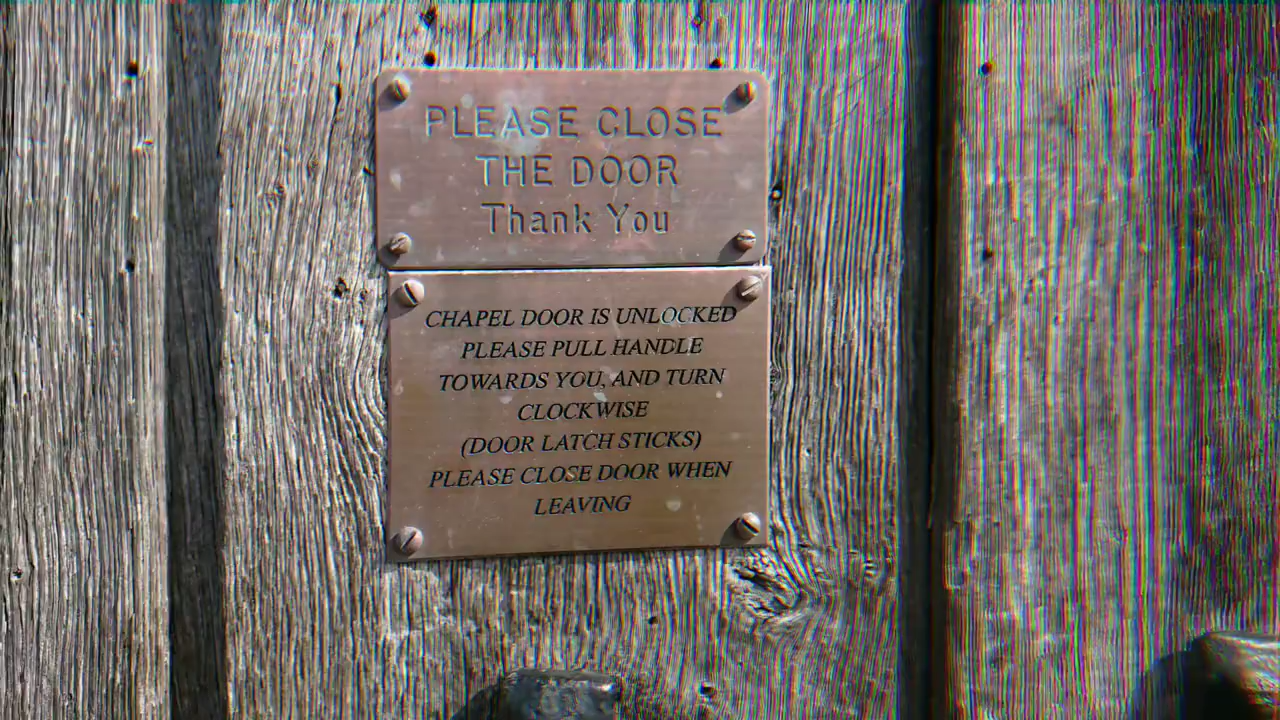 PLEASE CLOSE
THE DOOR
Thank You
CHAPEL DOOR IS UNLOCKED
PLEASE PULL HANDLE
TOWARDS YOU, AND TURN
CLOCKWISE
(DOOR LATCH STICKS)
PLEASE CLOSE DOOR WHEN
LEAVING